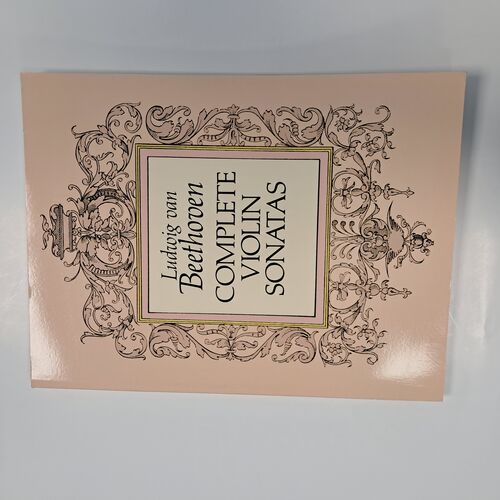 Ludwig van
Beethoven
COMPLETE
VIOLIN
SONATAS